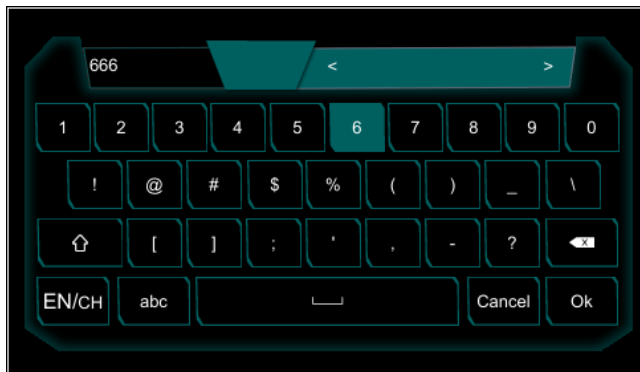 666 < >
1 2 3 4 5 6 7 8 9 0
! @ # $ % ( ) _ \
[ ] ; ' , - ? x
EN/CH abc Cancel Ok